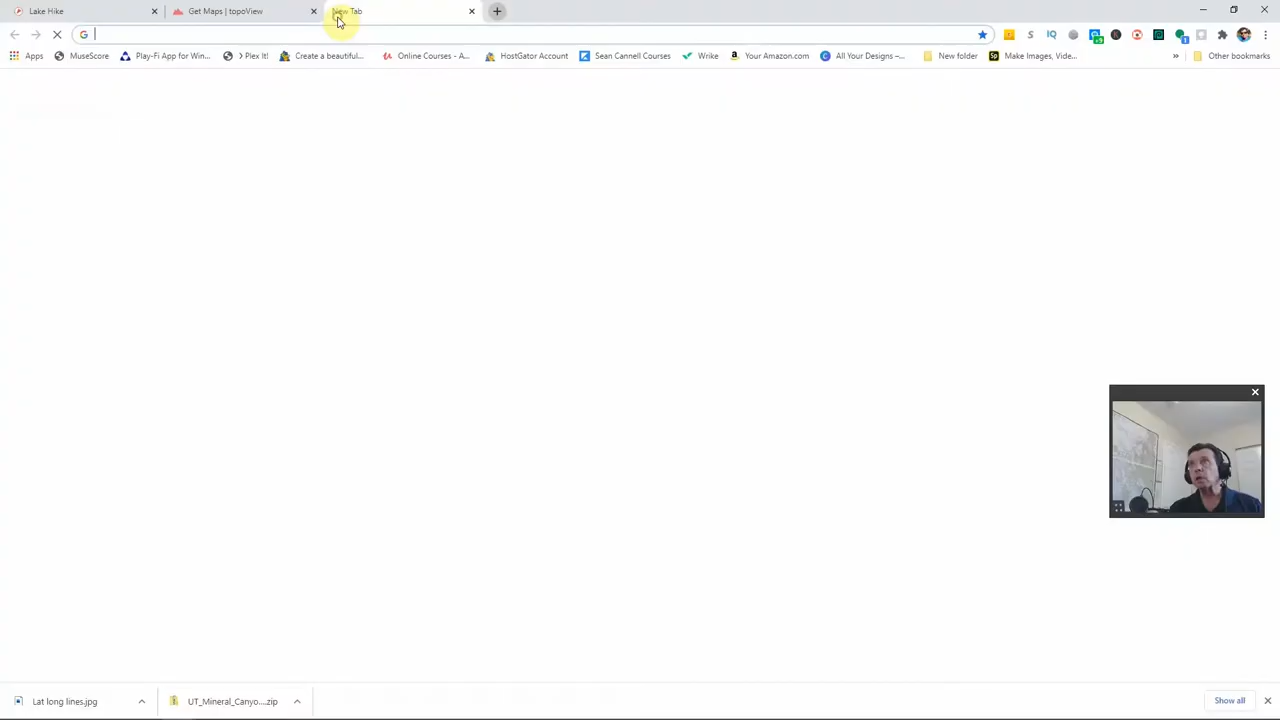 Lake Hike
Get Maps | topoView
New Tab
Apps
MuseScore
Play-Fi App for Win...
> Plex It!
Create a beautiful...
Online Courses - A...
HostGator Account
Sean Cannell Courses
Wrike
Your Amazon.com
All Your Designs –...
New folder
Make Images, Vide...
»
Other bookmarks
Lat long lines.jpg
UT_Mineral_Canyo....zip
Show all